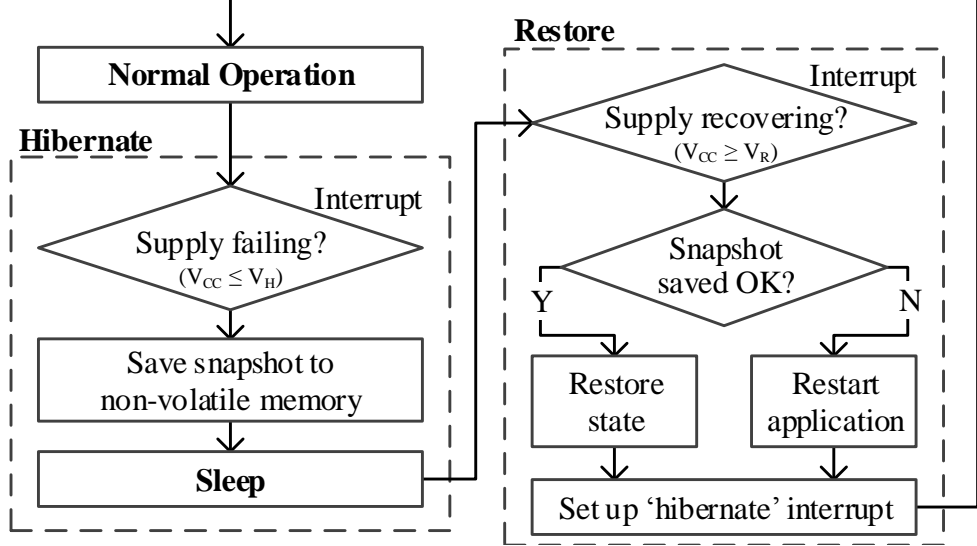 Normal Operation
Hibernate
Interrupt
Supply failing?
(V_CC ≤ V_H)
Save snapshot to
non-volatile memory
Sleep
Restore
Interrupt
Supply recovering?
(V_CC ≥ V_R)
Snapshot
saved OK?
Y
N
Restore
state
Restart
application
Set up ‘hibernate’ interrupt